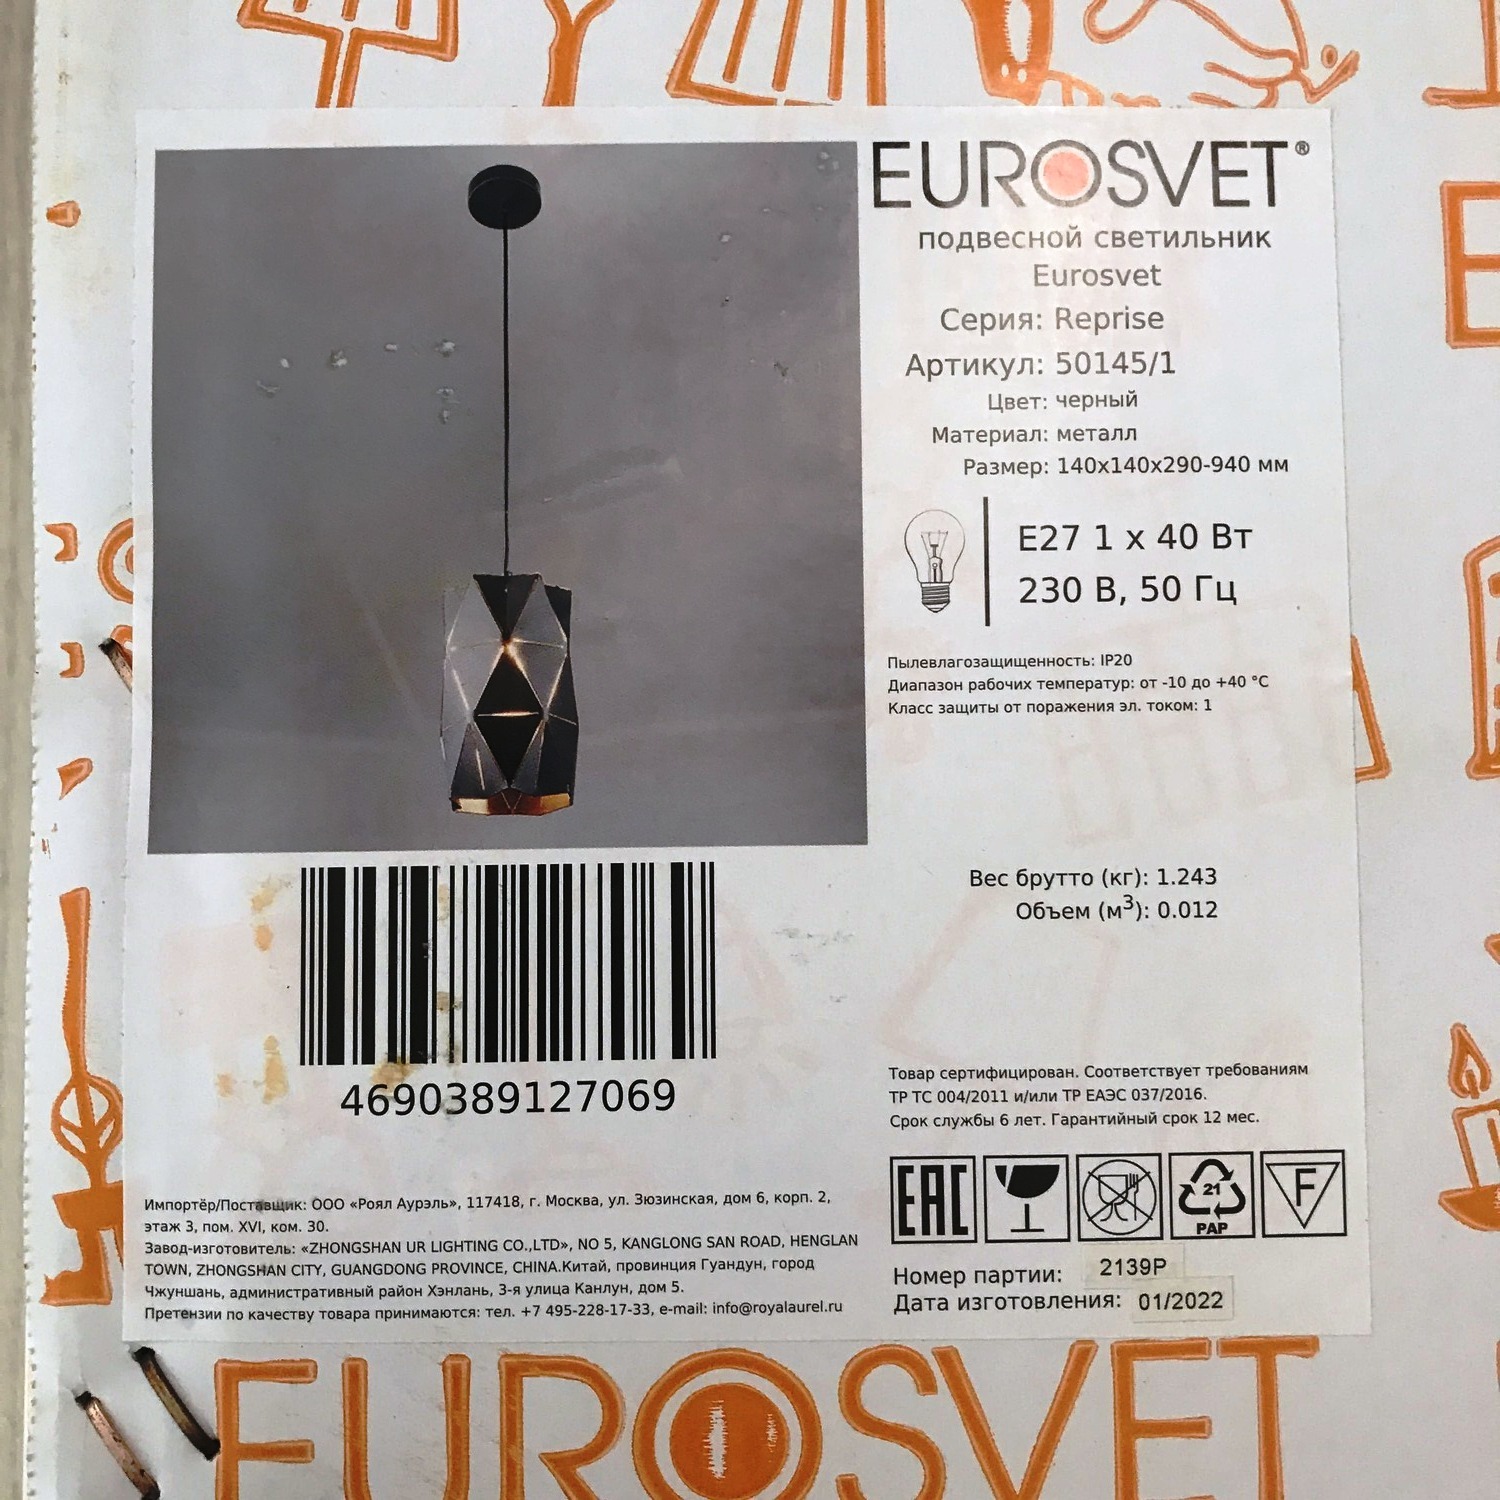 EUROSVET®
подвесной светильник
Eurosvet
Серия: Reprise
Артикул: 50145/1
Цвет: черный
Материал: металл
Размер: 140x140x290-940 мм
E27 1 x 40 Вт
230 В, 50 Гц
Пылевлагозащищенность: IP20
Диапазон рабочих температур: от -10 до +40 °C
Класс защиты от поражения эл. током: 1
Вес брутто (кг): 1.243
Объем (м³): 0.012
4690389127069
Товар сертифицирован. Соответствует требованиям
ТР ТС 004/2011 и/или ТР ЕАЭС 037/2016.
Срок службы 6 лет. Гарантийный срок 12 мес.
EAC
21
PAP
F
Импортёр/Поставщик: ООО «Роял Аурэль», 117418, г. Москва, ул. Зюзинская, дом 6, корп. 2,
этаж 3, пом. XVI, ком. 30.
Завод-изготовитель: «ZHONGSHAN UR LIGHTING CO.,LTD», NO 5, KANGLONG SAN ROAD, HENGLAN
TOWN, ZHONGSHAN CITY, GUANGDONG PROVINCE, CHINA.Китай, провинция Гуандун, город
Чжуншань, административный район Хэнлань, 3-я улица Канлун, дом 5.
Претензии по качеству товара принимаются: тел. +7 495-228-17-33, e-mail: info@royalaurel.ru
Номер партии: 2139P
Дата изготовления: 01/2022
EUROSVET